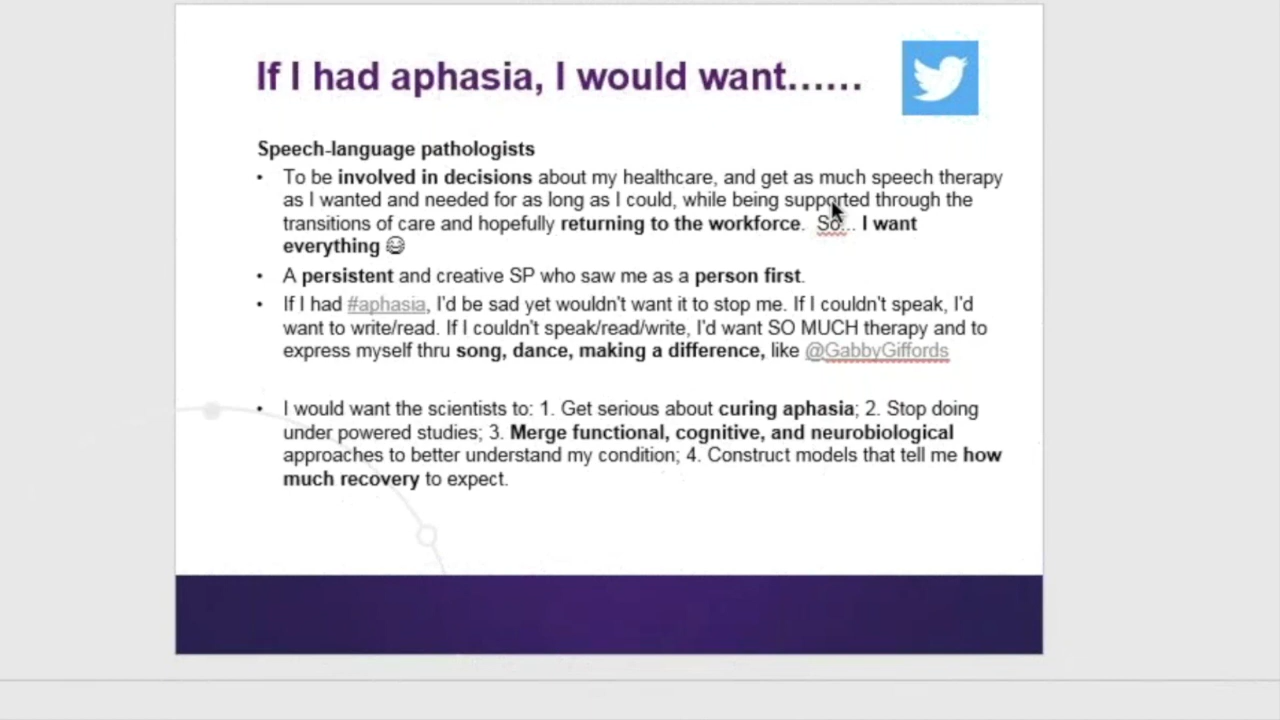 If I had aphasia, I would want......
Speech-language pathologists
• To be involved in decisions about my healthcare, and get as much speech therapy
as I wanted and needed for as long as I could, while being supported through the
transitions of care and hopefully returning to the workforce. So... I want
everything 😂
• A persistent and creative SP who saw me as a person first.
• If I had #aphasia, I'd be sad yet wouldn't want it to stop me. If I couldn't speak, I'd
want to write/read. If I couldn't speak/read/write, I'd want SO MUCH therapy and to
express myself thru song, dance, making a difference, like @GabbyGiffords
• I would want the scientists to: 1. Get serious about curing aphasia; 2. Stop doing
under powered studies; 3. Merge functional, cognitive, and neurobiological
approaches to better understand my condition; 4. Construct models that tell me how
much recovery to expect.